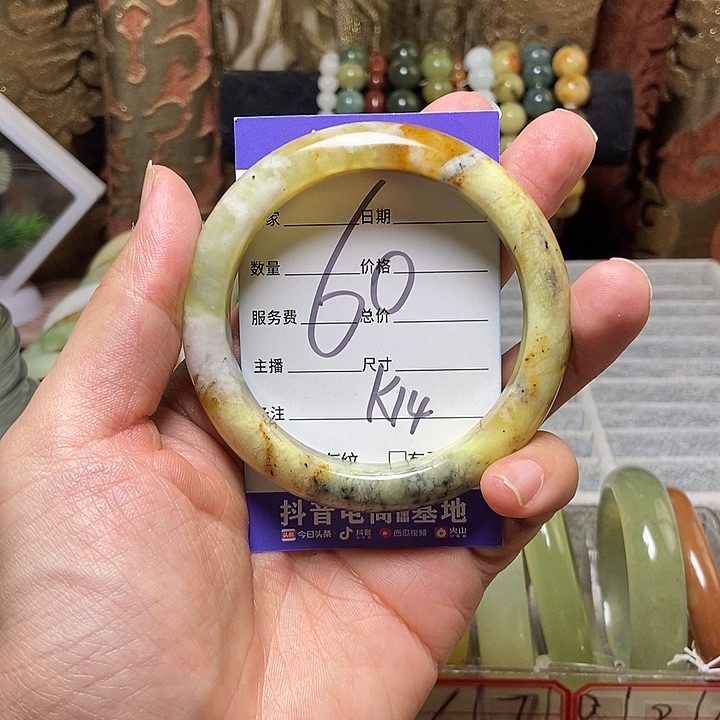 家 日期
60
数量 价格
服务费 总价
主播 尺寸
K14
备注
抖音电商 基地
今日头条 抖音 西瓜视频 火山